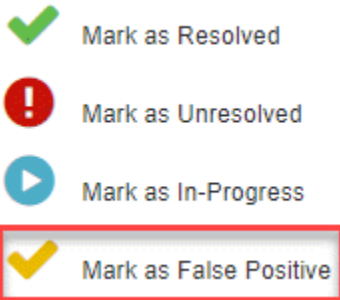 Mark as Resolved
Mark as Unresolved
Mark as In-Progress
Mark as False Positive